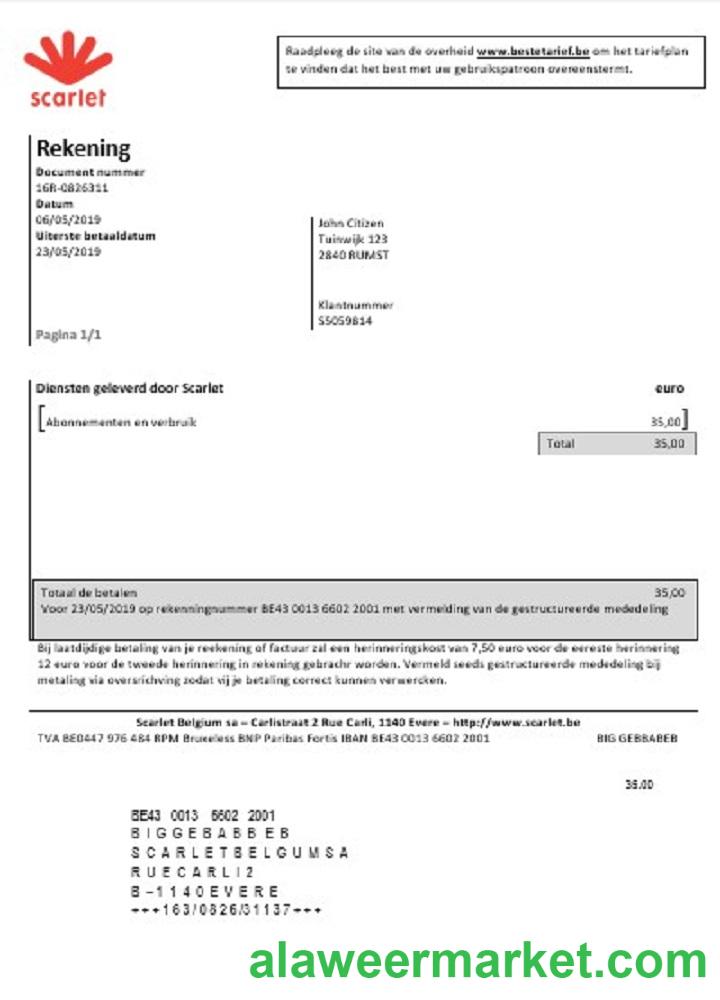 scarlet
Raadpleeg de site van de overheid www.bestetarief.be om het tariefplan
te vinden dat het best met uw gebruikspatroon overeenstermt.
Rekening
Document nummer
16R-0826311
Datum
06/05/2019
Uiterste betaaldatum
23/05/2019
John Citizen
Tuinwijk 123
2840 RUMST
Klantnummer
S5059814
Pagina 1/1
Diensten geleverd door Scarlet euro
Abonnementen en verbruik 35,00
Total 35,00
Totaal de betalen 35,00
Voor 23/05/2019 op rekenningnummer BE43 0013 6602 2001 met vermelding van de gestructureerde mededeling
Bij laatdijdige betaling van je reekening of factuur zal een herinneringskost van 7,50 euro voor de eereste herinnering
12 euro voor de tweede herinnering in rekening gebrachr worden. Vermeld seeds gestructureerde mededeling bij
metaling via oversrichving zodat vij je betaling correct kunnen verwercken.
Scarlet Belgium sa – Carlistraat 2 Rue Carli, 1140 Evere – http://www.scarlet.be
TVA BE0447 976 484 RPM Bruxeless BNP Paribas Fortis IBAN BE43 0013 6602 2001 BIG GEBBABEB
35.00
BE43 0013 6602 2001
BIGGEBABBEB
SCARLETBELGUMSA
RUECARLI2
B-1140EVERE
+++163/0826/31137+++
alaweermarket.com